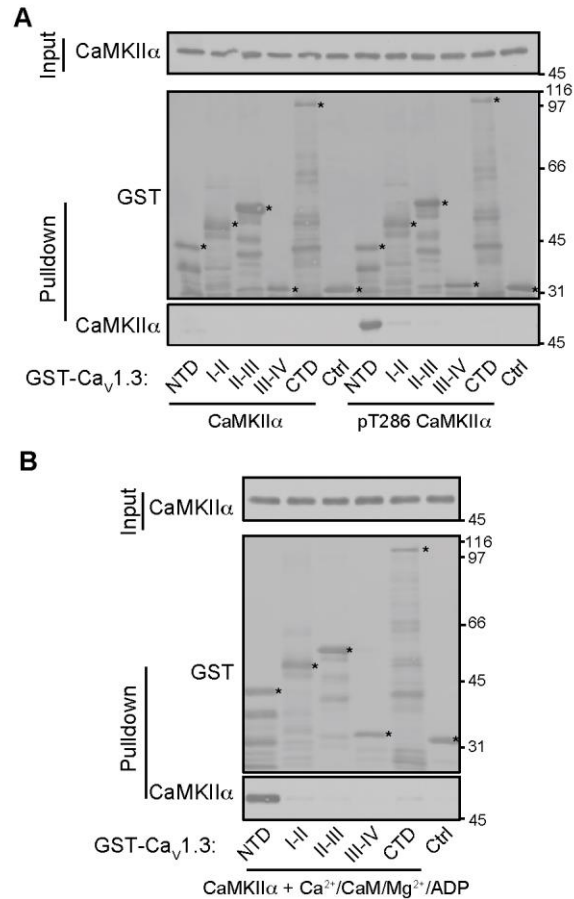 A
Input
CaMKIIα
45
116
97
66
45
31
GST
Pulldown
CaMKIIα
45
GST-CaV1.3:
NTD I-II II-III III-IV CTD Ctrl NTD I-II II-III III-IV CTD Ctrl
CaMKIIα pT286 CaMKIIα
B
Input
CaMKIIα
45
116
97
66
45
31
GST
Pulldown
CaMKIIα
45
GST-CaV1.3:
NTD I-II II-III III-IV CTD Ctrl
CaMKIIα + Ca2+/CaM/Mg2+/ADP